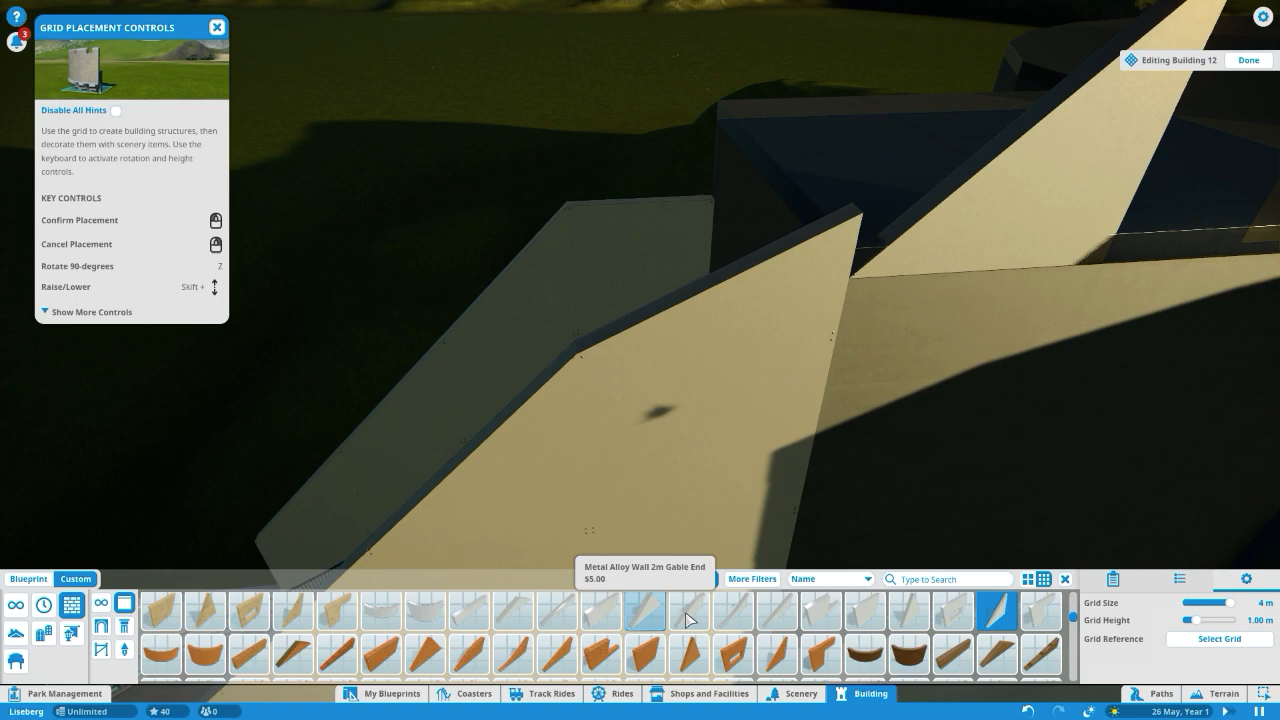 ?
3
GRID PLACEMENT CONTROLS
Disable All Hints
Use the grid to create building structures, then
decorate them with scenery items. Use the
keyboard to activate rotation and height
controls.
KEY CONTROLS
Confirm Placement
Cancel Placement
Rotate 90-degrees Z
Raise/Lower Skift +
Show More Controls
Editing Building 12 Done
Metal Alloy Wall 2m Gable End
$5.00
Blueprint Custom More Filters Name Type to Search
Grid Size 4 m
Grid Height 1.00 m
Grid Reference Select Grid
Park Management My Blueprints Coasters Track Rides Rides Shops and Facilities Scenery Building Paths Terrain
Liseberg Unlimited 40 0 26 May, Year 1